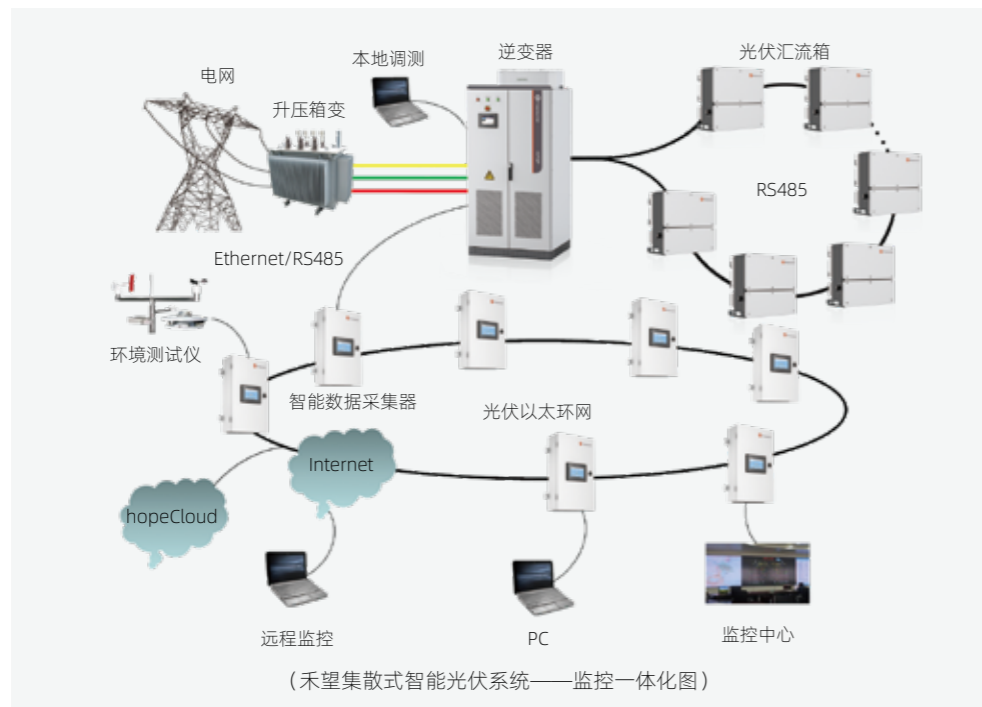 本地调测
逆变器
光伏汇流箱
电网
升压箱变
RS485
Ethernet/RS485
环境测试仪
智能数据采集器
光伏以太环网
Internet
hopeCloud
远程监控
PC
监控中心
（禾望集散式智能光伏系统——监控一体化图）